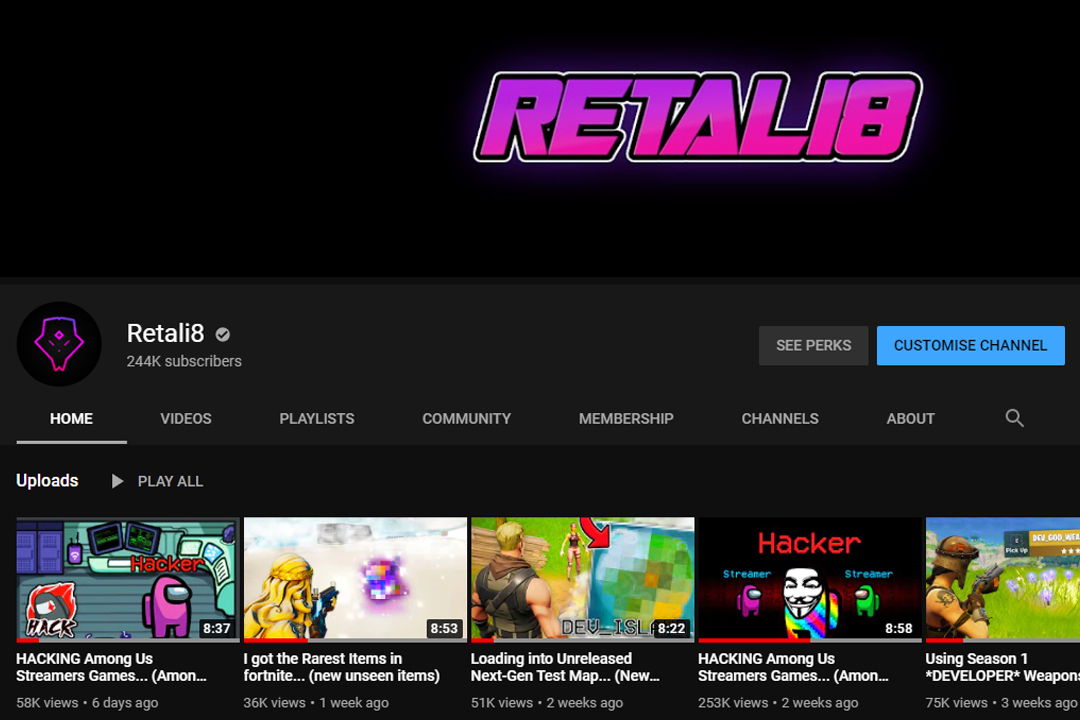 RETALI8
Retali8
244K subscribers
SEE PERKS
CUSTOMISE CHANNEL
HOME
VIDEOS
PLAYLISTS
COMMUNITY
MEMBERSHIP
CHANNELS
ABOUT
Uploads
PLAY ALL
Hacker
HACK
8:37
8:53
DEV_ISL
8:22
Hacker
Streamer
Streamer
8:58
Pick Up
DEV_GOD_WEA
HACKING Among Us
Streamers Games... (Amon...
58K views • 6 days ago
I got the Rarest Items in
fortnite... (new unseen items)
36K views • 1 week ago
Loading into Unreleased
Next-Gen Test Map... (New...
51K views • 2 weeks ago
HACKING Among Us
Streamers Games... (Amon...
253K views • 2 weeks ago
Using Season 1
*DEVELOPER* Weapons
75K views • 3 weeks ago